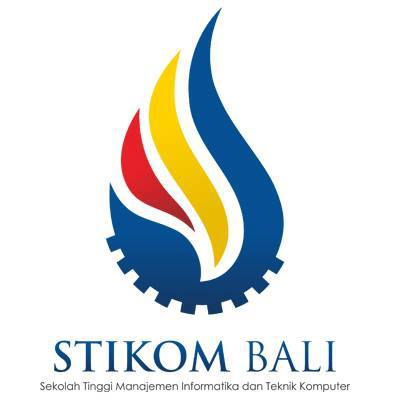 STIKOM BALI
Sekolah Tinggi Manajemen Informatika dan Teknik Komputer